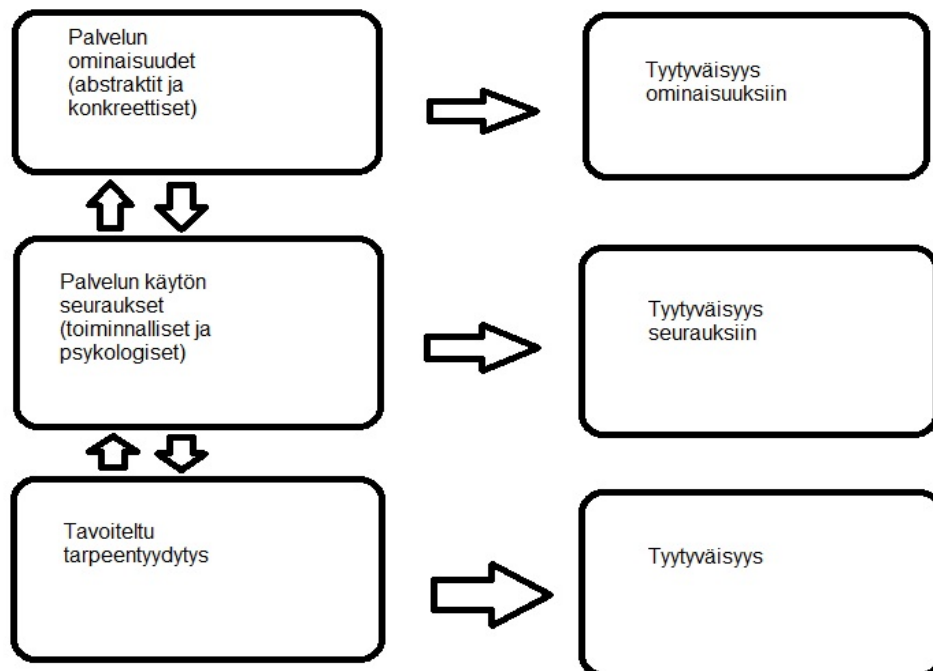 Palvelun
ominaisuudet
(abstraktit ja
konkreettiset)
Tyytyväisyys
ominaisuuksiin
Palvelun käytön
seuraukset
(toiminnalliset ja
psykologiset)
Tyytyväisyys
seurauksiin
Tavoiteltu
tarpeentyydytys
Tyytyväisyys